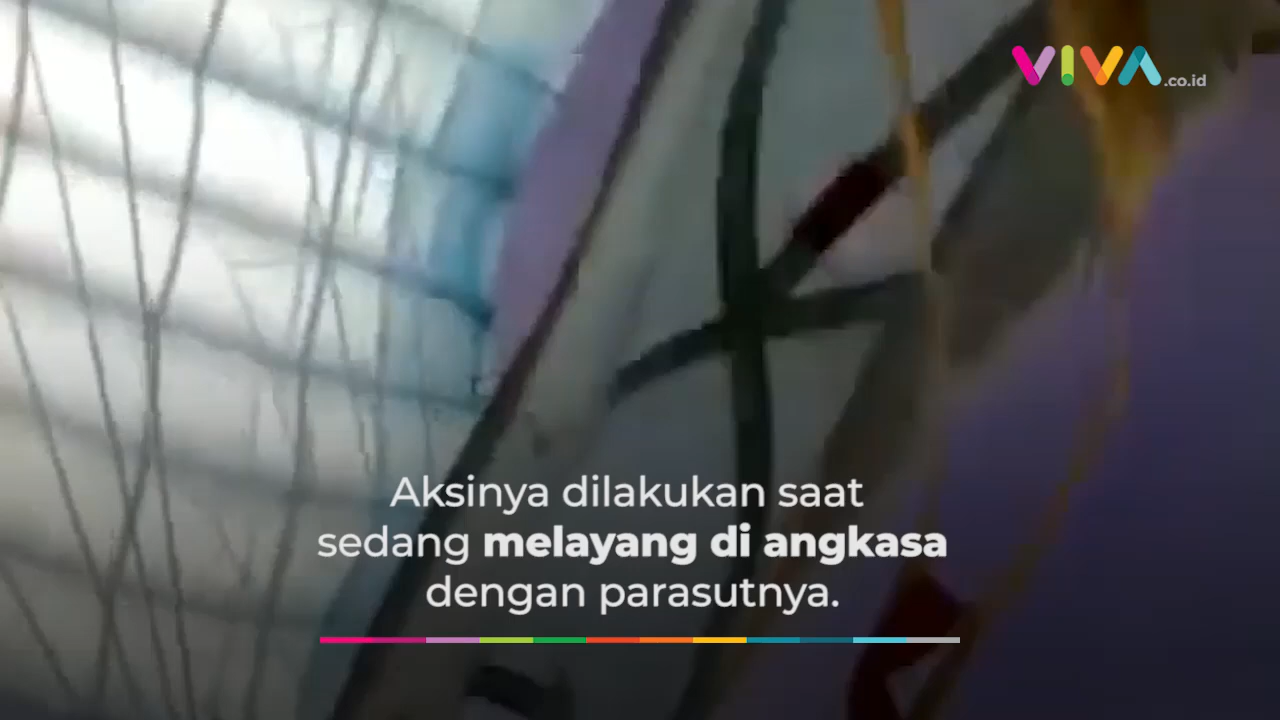 VIVA.co.id
Aksinya dilakukan saat
sedang melayang di angkasa
dengan parasutnya.